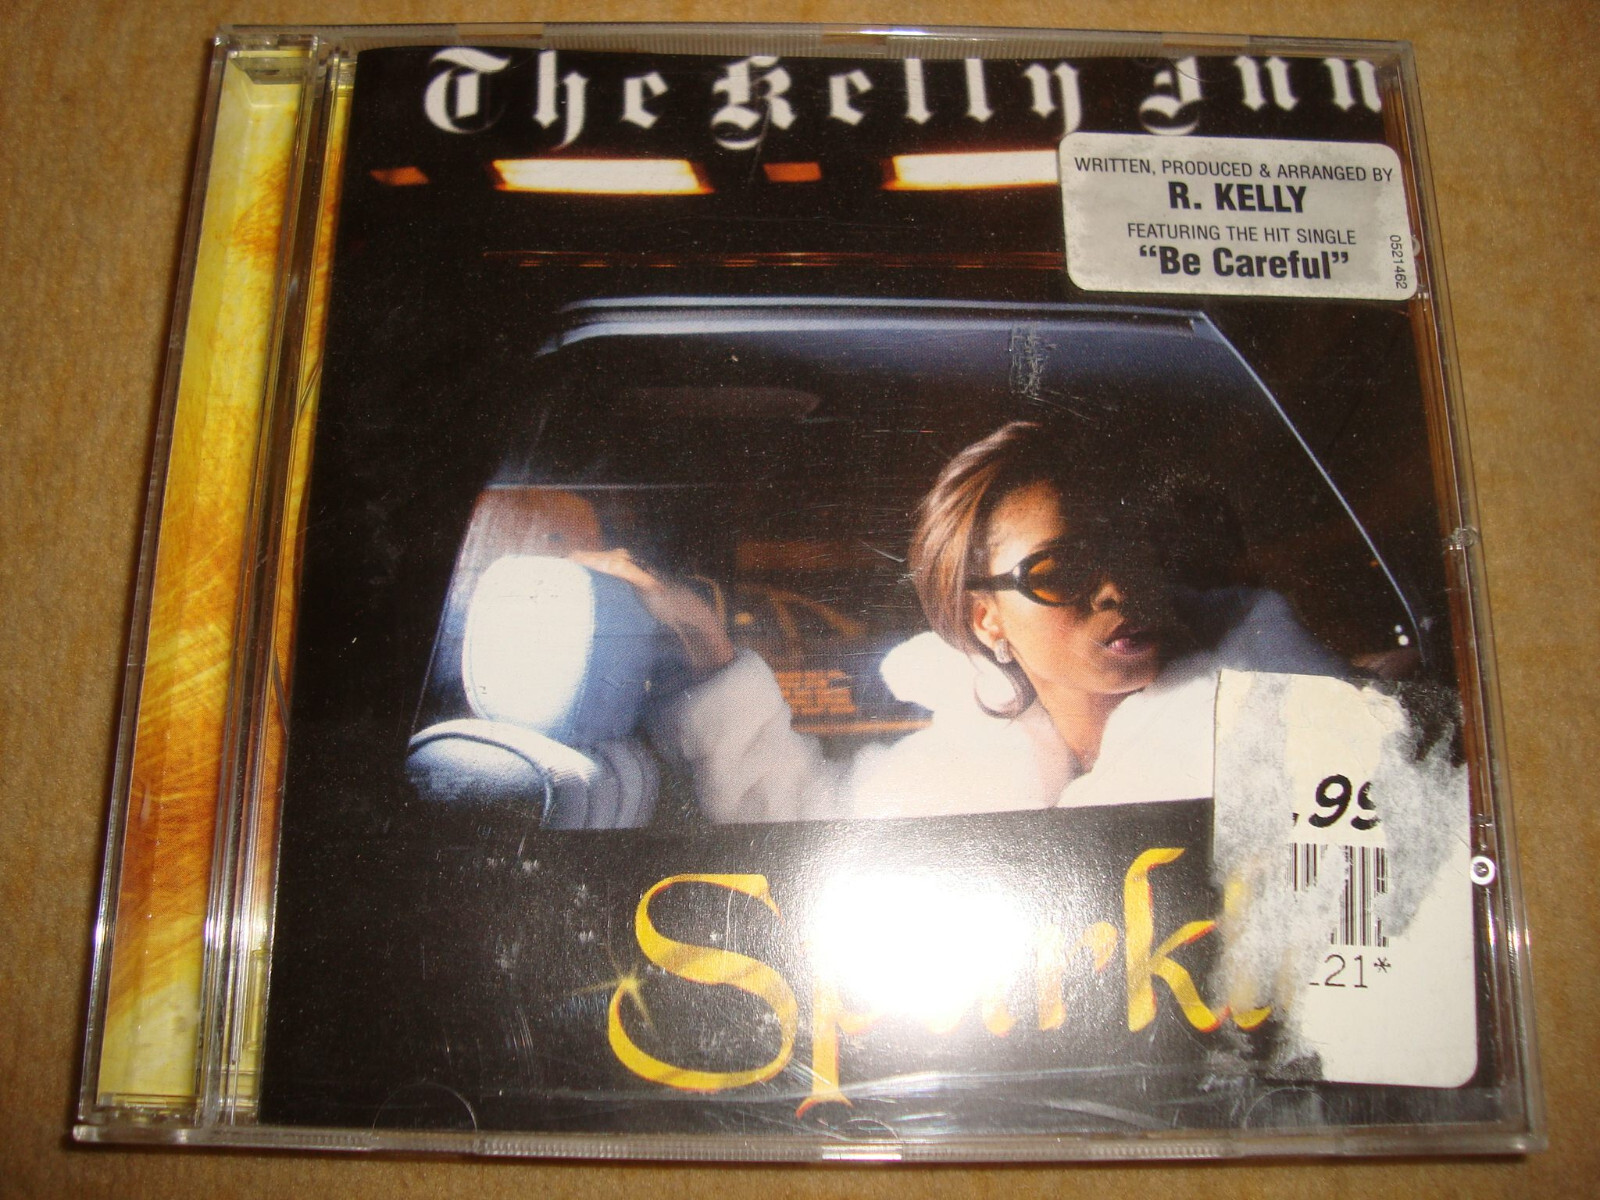 The Kelly Inn
WRITTEN, PRODUCED & ARRANGED BY
R. KELLY
FEATURING THE HIT SINGLE
“Be Careful”
0521462
.99
21*